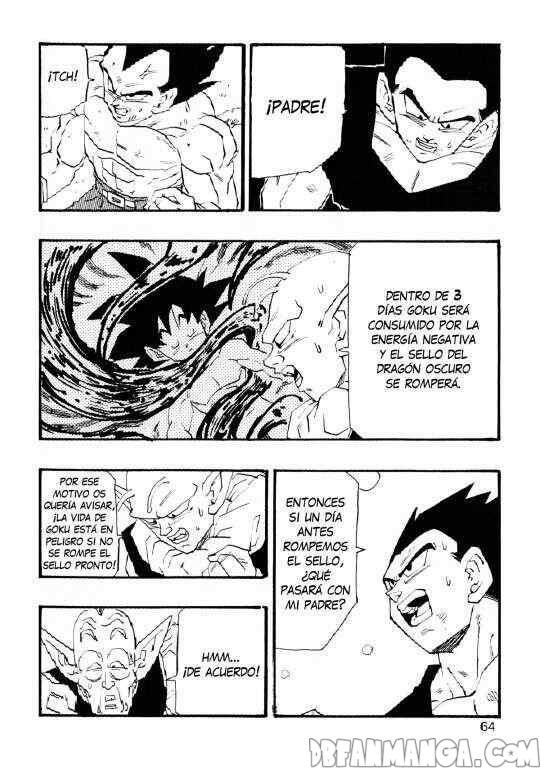 ¡PADRE!
¡TCH!
DENTRO DE 3
DÍAS GOKU SERÁ
CONSUMIDO POR LA
ENERGÍA NEGATIVA
Y EL SELLO DEL
DRAGÓN OSCURO
SE ROMPERÁ.
ENTONCES
SI UN DÍA
ANTES
ROMPEMOS
EL SELLO,
¿QUÉ
PASARÁ CON
MI PADRE?
POR ESE
MOTIVO OS
QUERÍA AVISAR,
¡LA VIDA DE
GOKU ESTÁ EN
PELIGRO SI NO
SE ROMPE EL
SELLO PRONTO!
HMM...
¡DE ACUERDO!
64
DBFANMANGA.COM